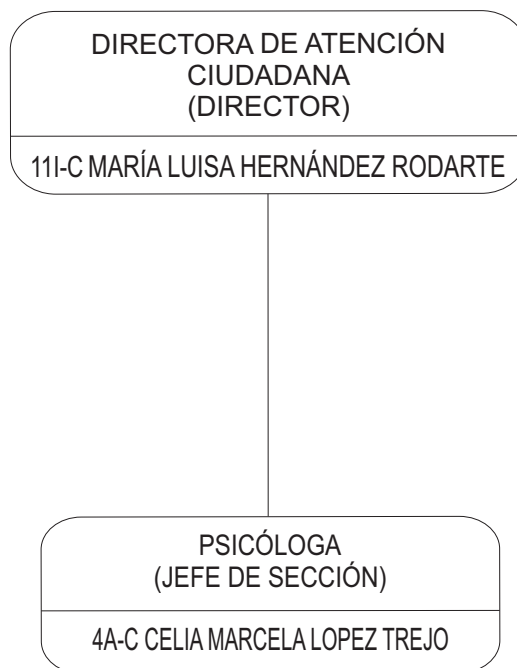 DIRECTORA DE ATENCIÓN
CIUDADANA
(DIRECTOR)
11I-C MARÍA LUISA HERNÁNDEZ RODARTE
PSICÓLOGA
(JEFE DE SECCIÓN)
4A-C CELIA MARCELA LOPEZ TREJO